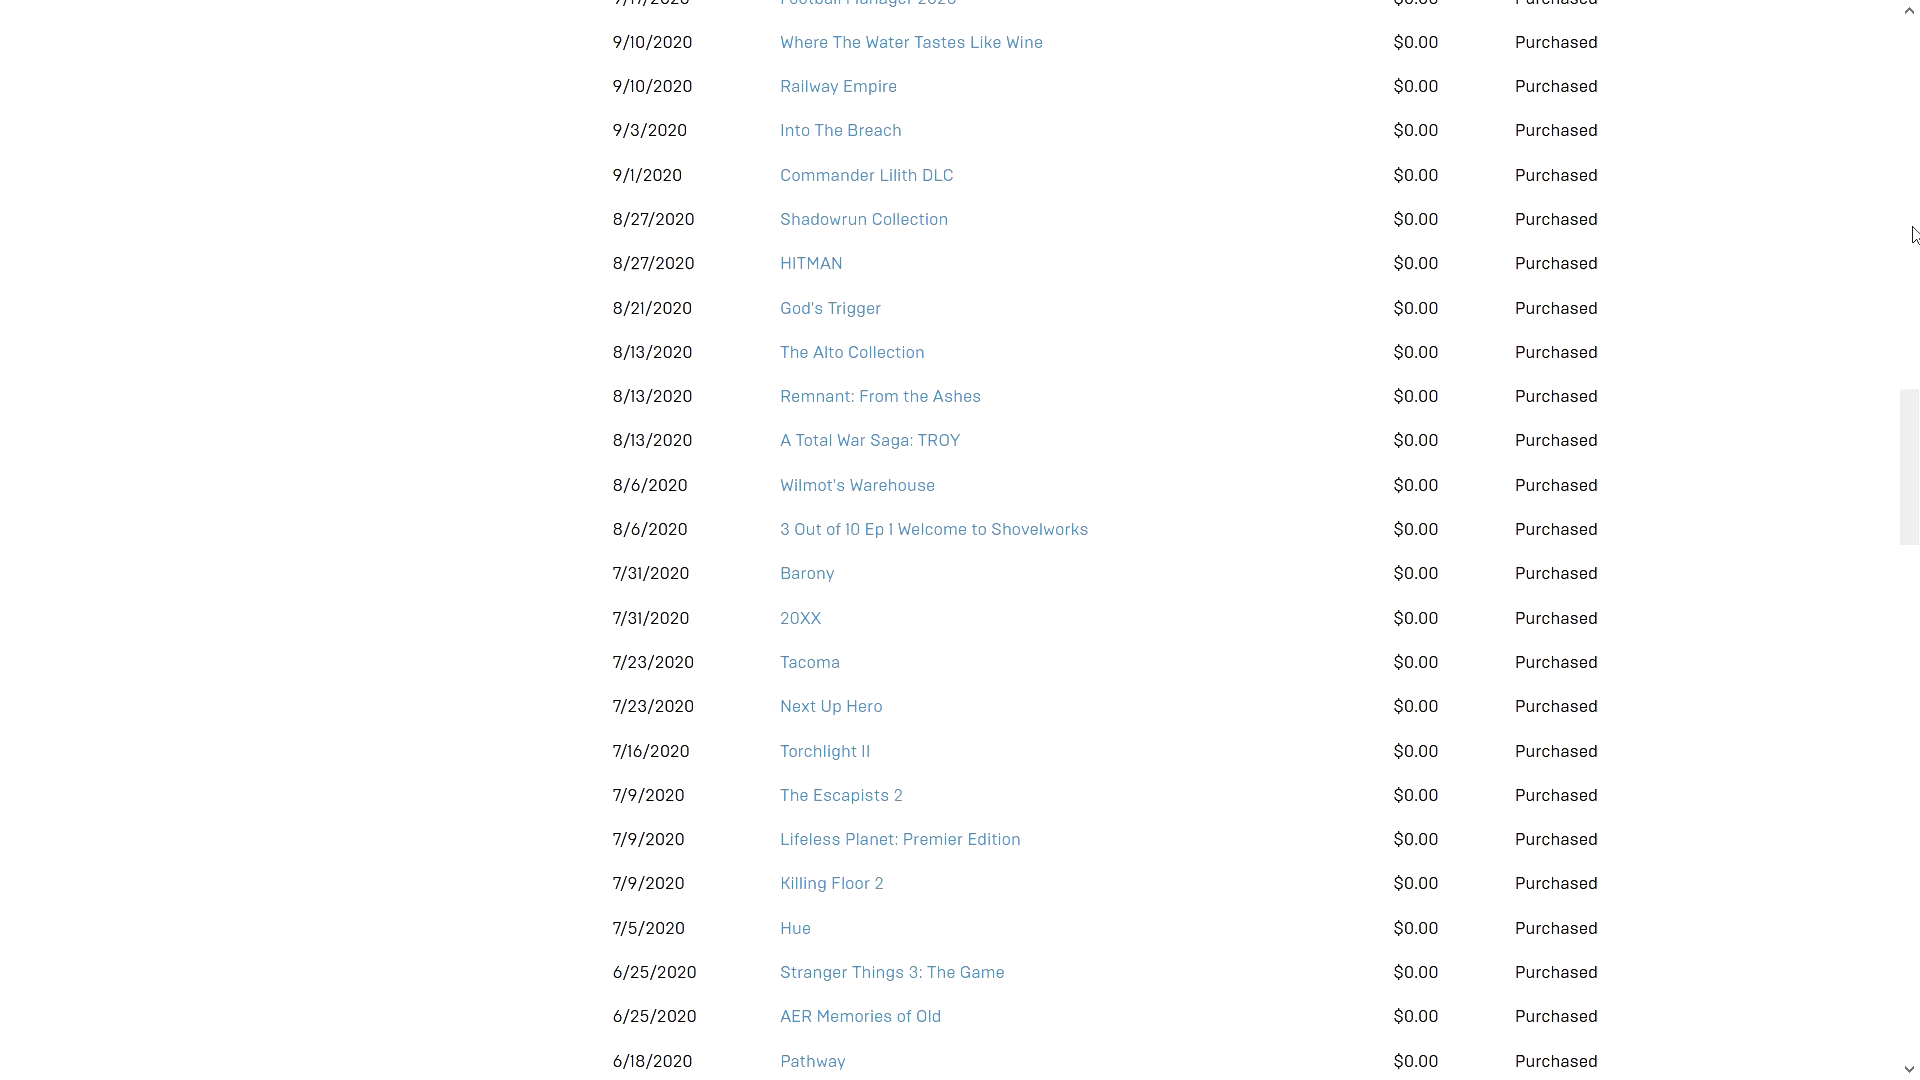 9/17/2020 Football Manager 2020 $0.00 Purchased
9/10/2020 Where The Water Tastes Like Wine $0.00 Purchased
9/10/2020 Railway Empire $0.00 Purchased
9/3/2020 Into The Breach $0.00 Purchased
9/1/2020 Commander Lilith DLC $0.00 Purchased
8/27/2020 Shadowrun Collection $0.00 Purchased
8/27/2020 HITMAN $0.00 Purchased
8/21/2020 God's Trigger $0.00 Purchased
8/13/2020 The Alto Collection $0.00 Purchased
8/13/2020 Remnant: From the Ashes $0.00 Purchased
8/13/2020 A Total War Saga: TROY $0.00 Purchased
8/6/2020 Wilmot's Warehouse $0.00 Purchased
8/6/2020 3 Out of 10 Ep 1 Welcome to Shovelworks $0.00 Purchased
7/31/2020 Barony $0.00 Purchased
7/31/2020 20XX $0.00 Purchased
7/23/2020 Tacoma $0.00 Purchased
7/23/2020 Next Up Hero $0.00 Purchased
7/16/2020 Torchlight II $0.00 Purchased
7/9/2020 The Escapists 2 $0.00 Purchased
7/9/2020 Lifeless Planet: Premier Edition $0.00 Purchased
7/9/2020 Killing Floor 2 $0.00 Purchased
7/5/2020 Hue $0.00 Purchased
6/25/2020 Stranger Things 3: The Game $0.00 Purchased
6/25/2020 AER Memories of Old $0.00 Purchased
6/18/2020 Pathway $0.00 Purchased